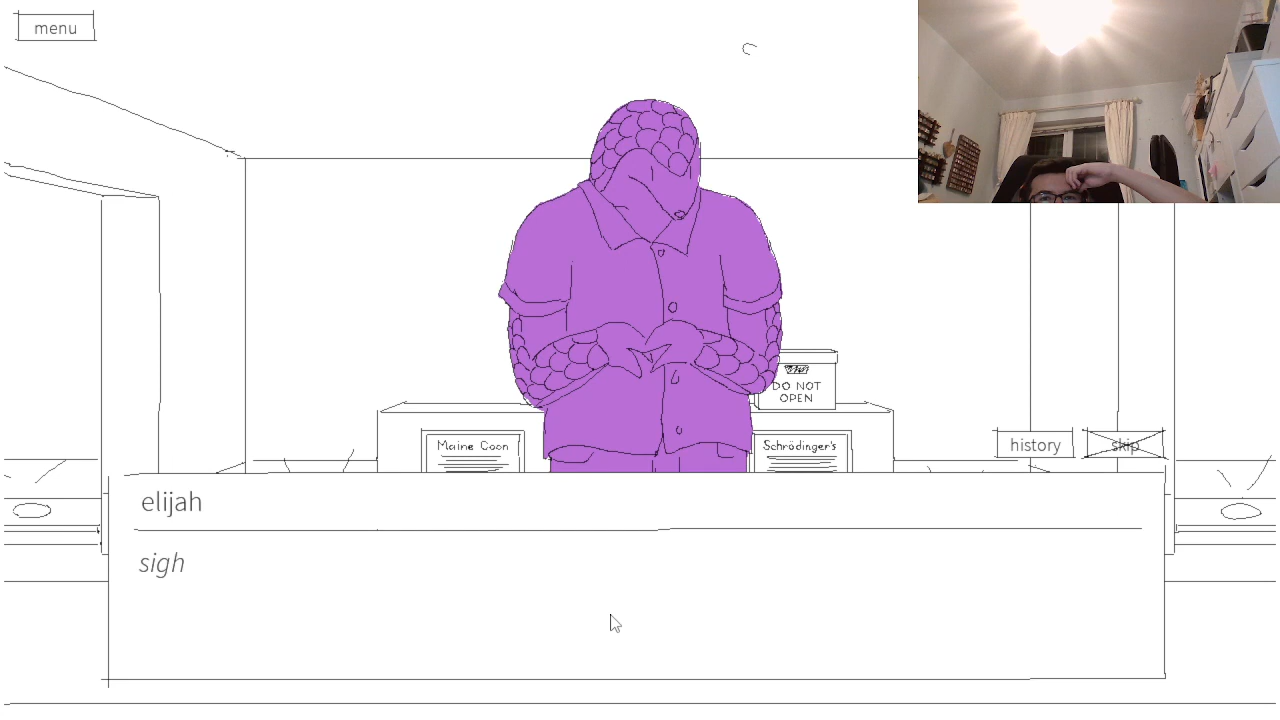 menu
DO NOT
OPEN
Maine Coon
Schrödinger's
history
skip
elijah
sigh